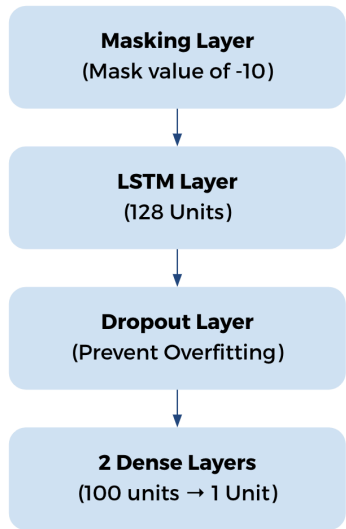 Masking Layer
(Mask value of -10)
LSTM Layer
(128 Units)
Dropout Layer
(Prevent Overfitting)
2 Dense Layers
(100 units → 1 Unit)